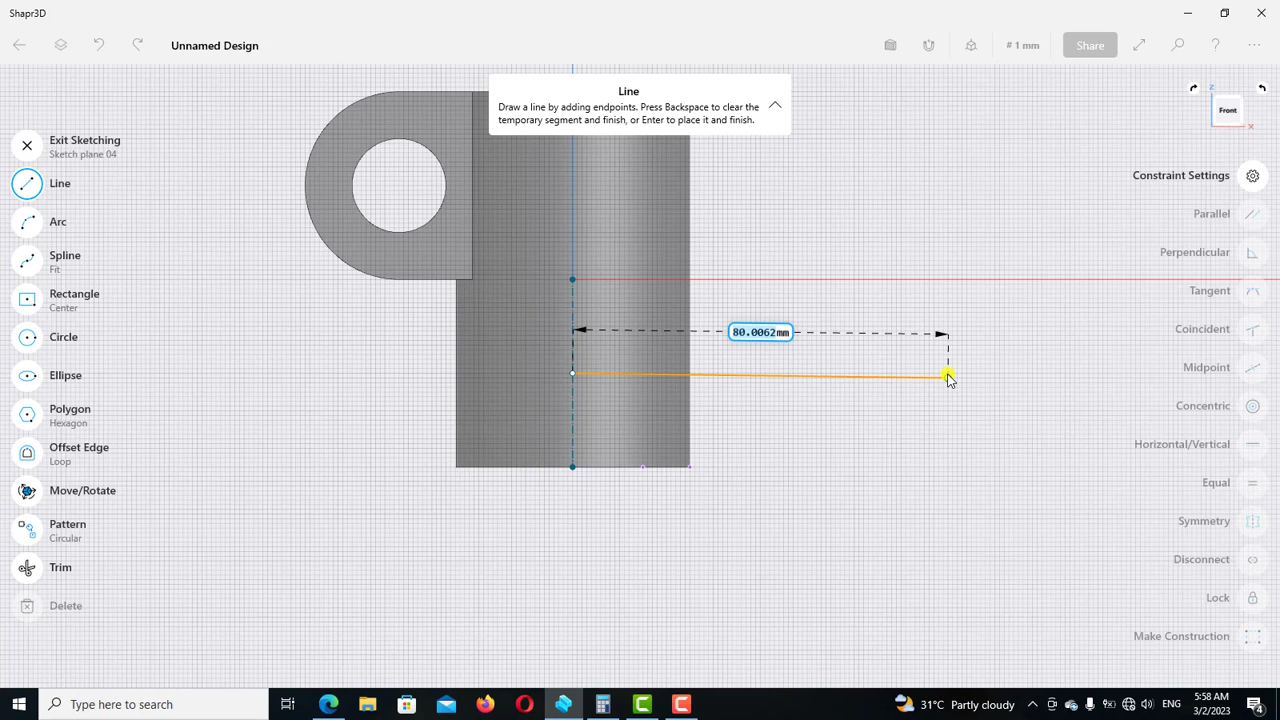 Shapr3D
Unnamed Design
# 1 mm
Share
?
Line
Draw a line by adding endpoints. Press Backspace to clear the
temporary segment and finish, or Enter to place it and finish.
Z
Front
X
Exit Sketching
Sketch plane 04
Line
Arc
Spline
Fit
Rectangle
Center
Circle
Ellipse
Polygon
Hexagon
Offset Edge
Loop
Move/Rotate
Pattern
Circular
Trim
Delete
80.0062mm
Constraint Settings
Parallel
Perpendicular
Tangent
Coincident
Midpoint
Concentric
Horizontal/Vertical
Equal
Symmetry
Disconnect
Lock
Make Construction
Type here to search
31°C Partly cloudy
ENG
5:58 AM
3/2/2023
4